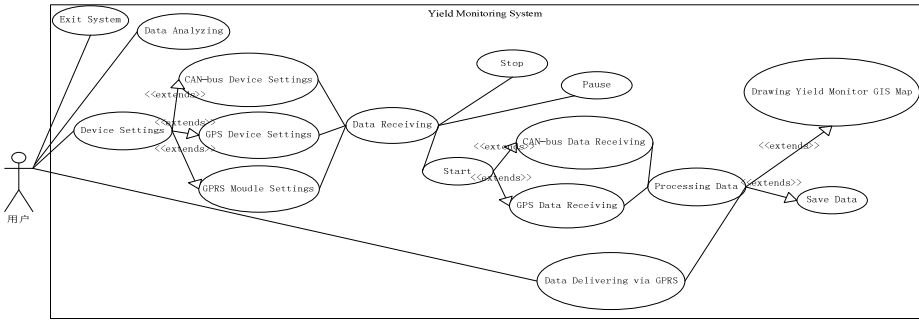 Yield Monitoring System
Exit System
Data Analyzing
Stop
CAN-bus Device Settings
Pause
Drawing Yield Monitor GIS Map
<<extends>>
<<extends>>
Device Settings
GPS Device Settings
Data Receiving
<<extends>>
CAN-bus Data Receiving
<<extends>>
<<extends>>
<<extends>>
Start
<<extends>>
<<extends>>
GPRS Moudle Settings
Processing Data
GPS Data Receiving
Save Data
用户
Data Delivering via GPRS